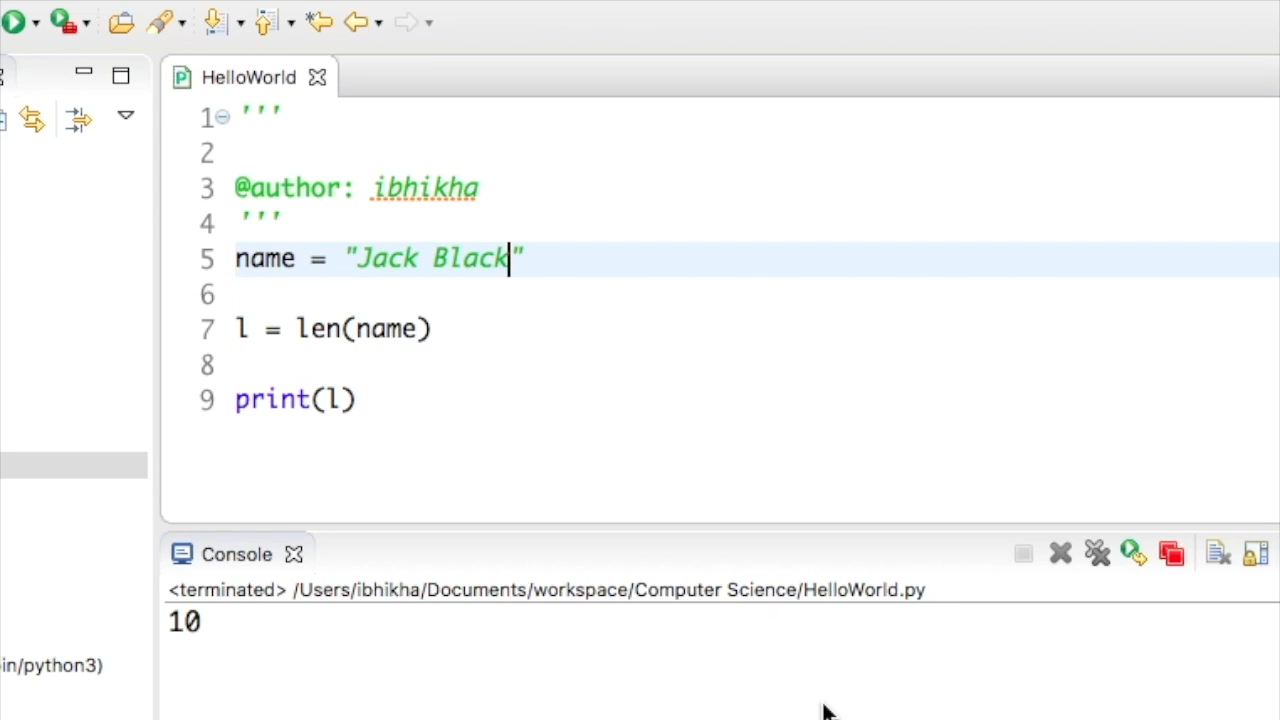 HelloWorld
1 '''
2
3 @author: ibhikha
4 '''
5 name = "Jack Black"
6
7 l = len(name)
8
9 print(l)
Console
<terminated> /Users/ibhikha/Documents/workspace/Computer Science/HelloWorld.py
10
in/python3)